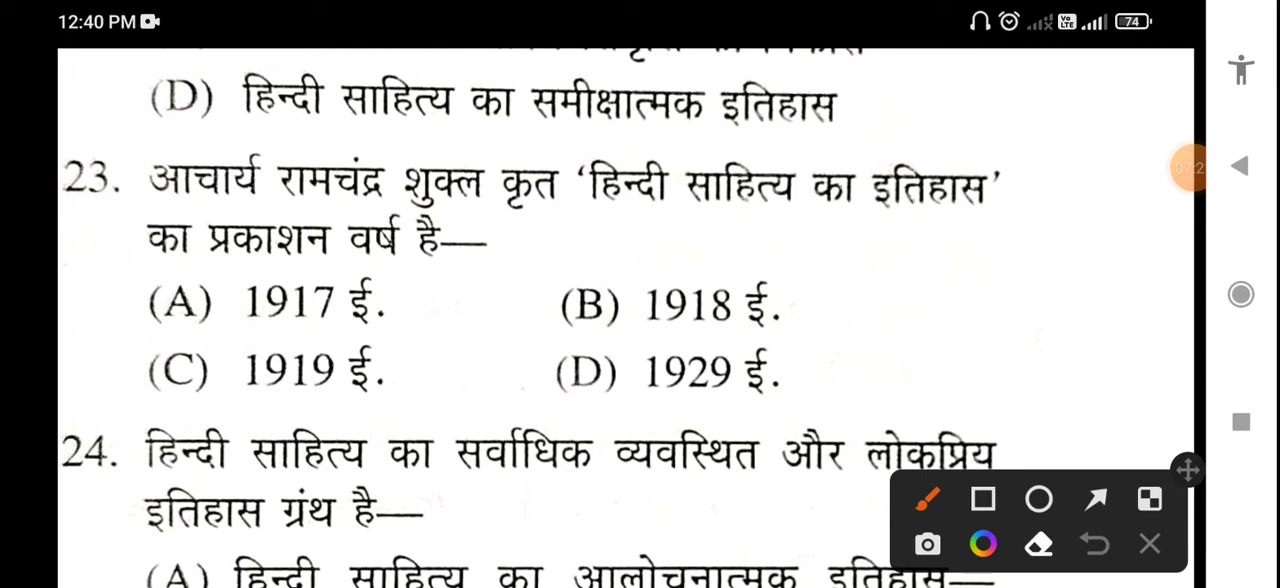 12:40 PM
74
(D) हिन्दी साहित्य का समीक्षात्मक इतिहास
23. आचार्य रामचंद्र शुक्ल कृत ‘हिन्दी साहित्य का इतिहास’
का प्रकाशन वर्ष है—
(A) 1917 ई. (B) 1918 ई.
(C) 1919 ई. (D) 1929 ई.
24. हिन्दी साहित्य का सर्वाधिक व्यवस्थित और लोकप्रिय
इतिहास ग्रंथ है—
(A) हिन्दी साहित्य का आलोचनात्मक इतिहास—